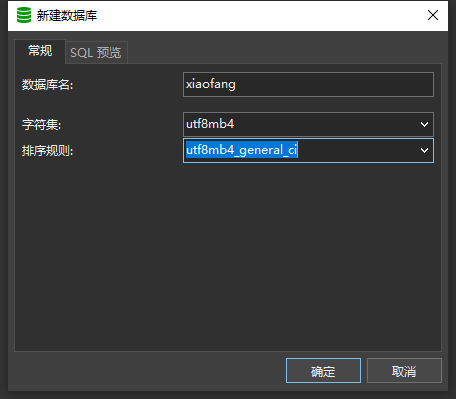 新建数据库
常规 SQL 预览
数据库名: xiaofang
字符集: utf8mb4
排序规则: utf8mb4_general_ci
确定 取消